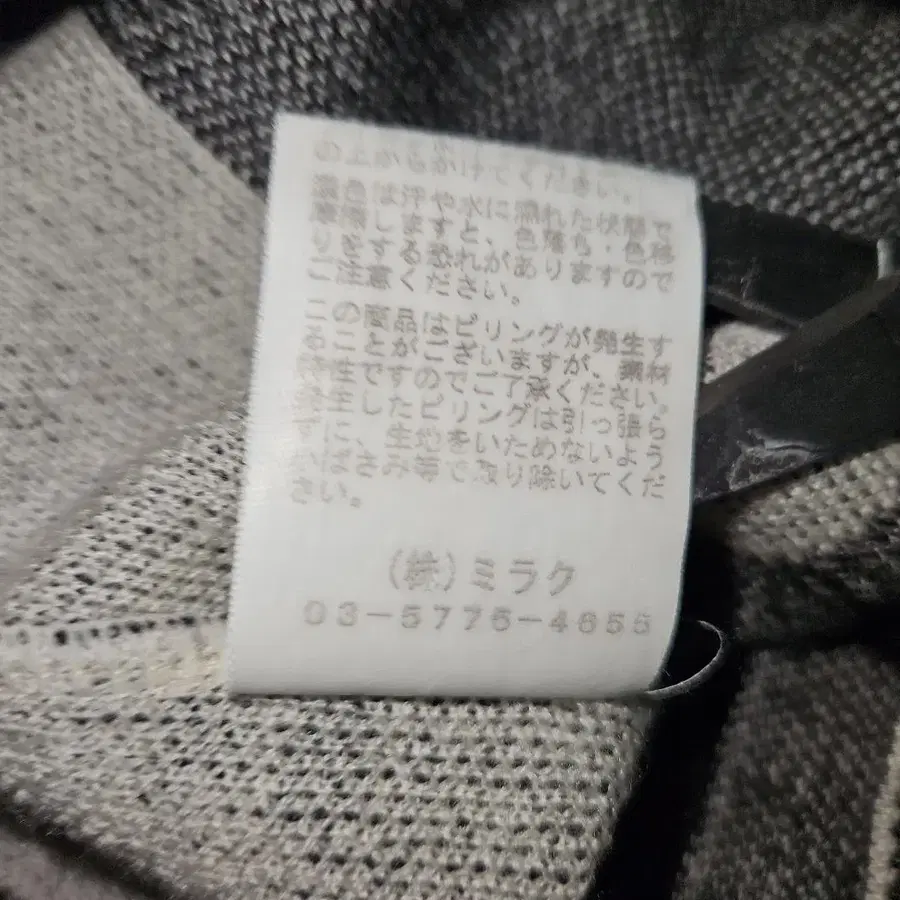 の上からかけてください。
濃色は汗や水に濡れた状態で
摩擦しますと、色落ち・色移
りをする恐れがありますので
ご注意ください。
この商品はピリングが発生す
ることがございますが、素材
特性ですのでご了承ください。
発生したピリングは引っ張ら
ずに、生地をいためないよう
かばさみ等で取り除いてくだ
さい。
(株)ミラク
03-5775-4655